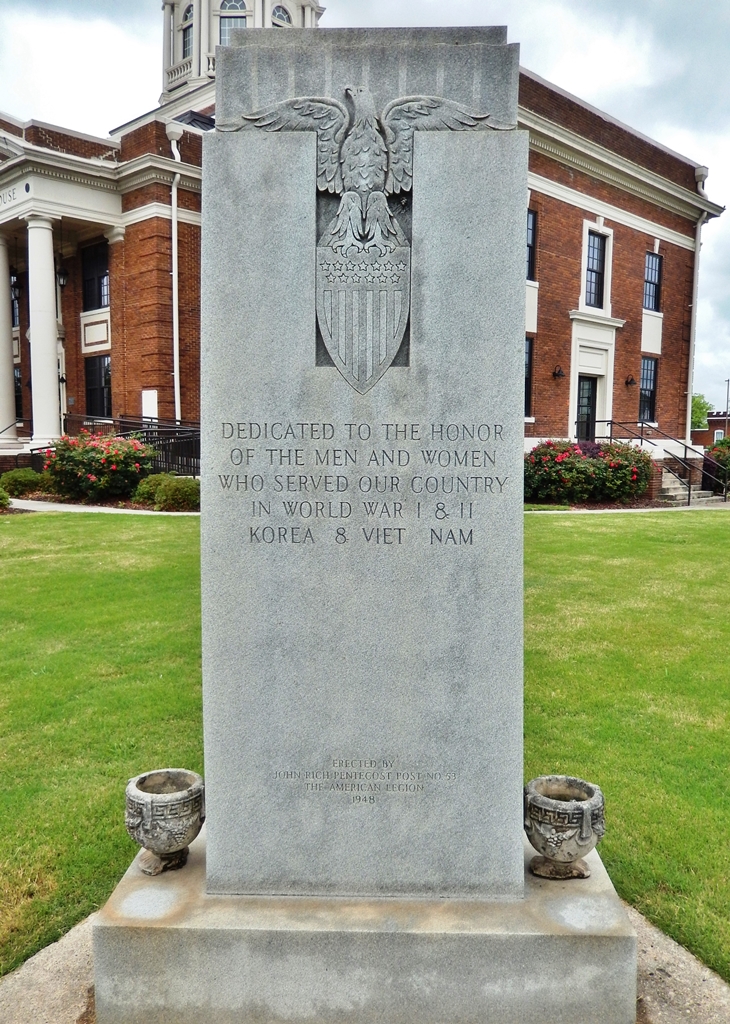 OUSE
DEDICATED TO THE HONOR
OF THE MEN AND WOMEN
WHO SERVED OUR COUNTRY
IN WORLD WAR I & II
KOREA & VIET NAM
ERECTED BY
JOHN RICH PENTECOST POST NO 53
THE AMERICAN LEGION
1948